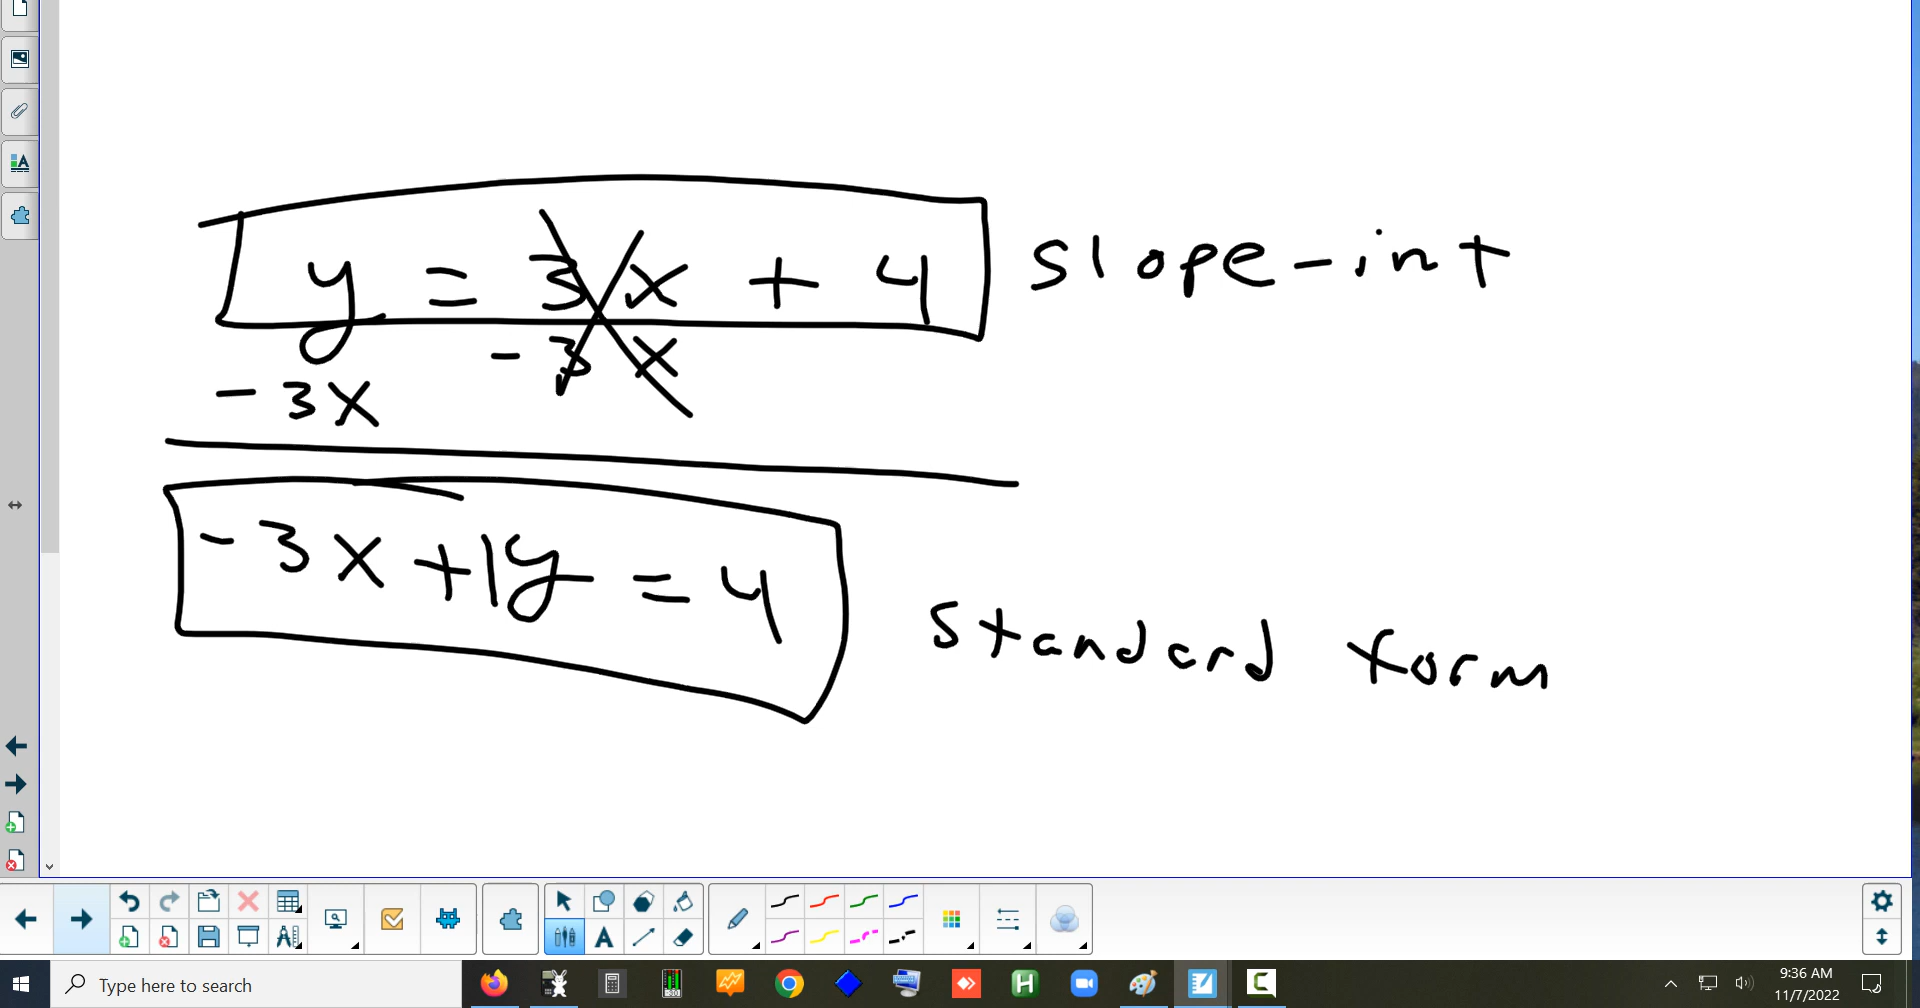 y = 3x + 4 slope-int
- 3x - 3x
-3x + 1y = 4
standard form
Type here to search
9:36 AM
11/7/2022